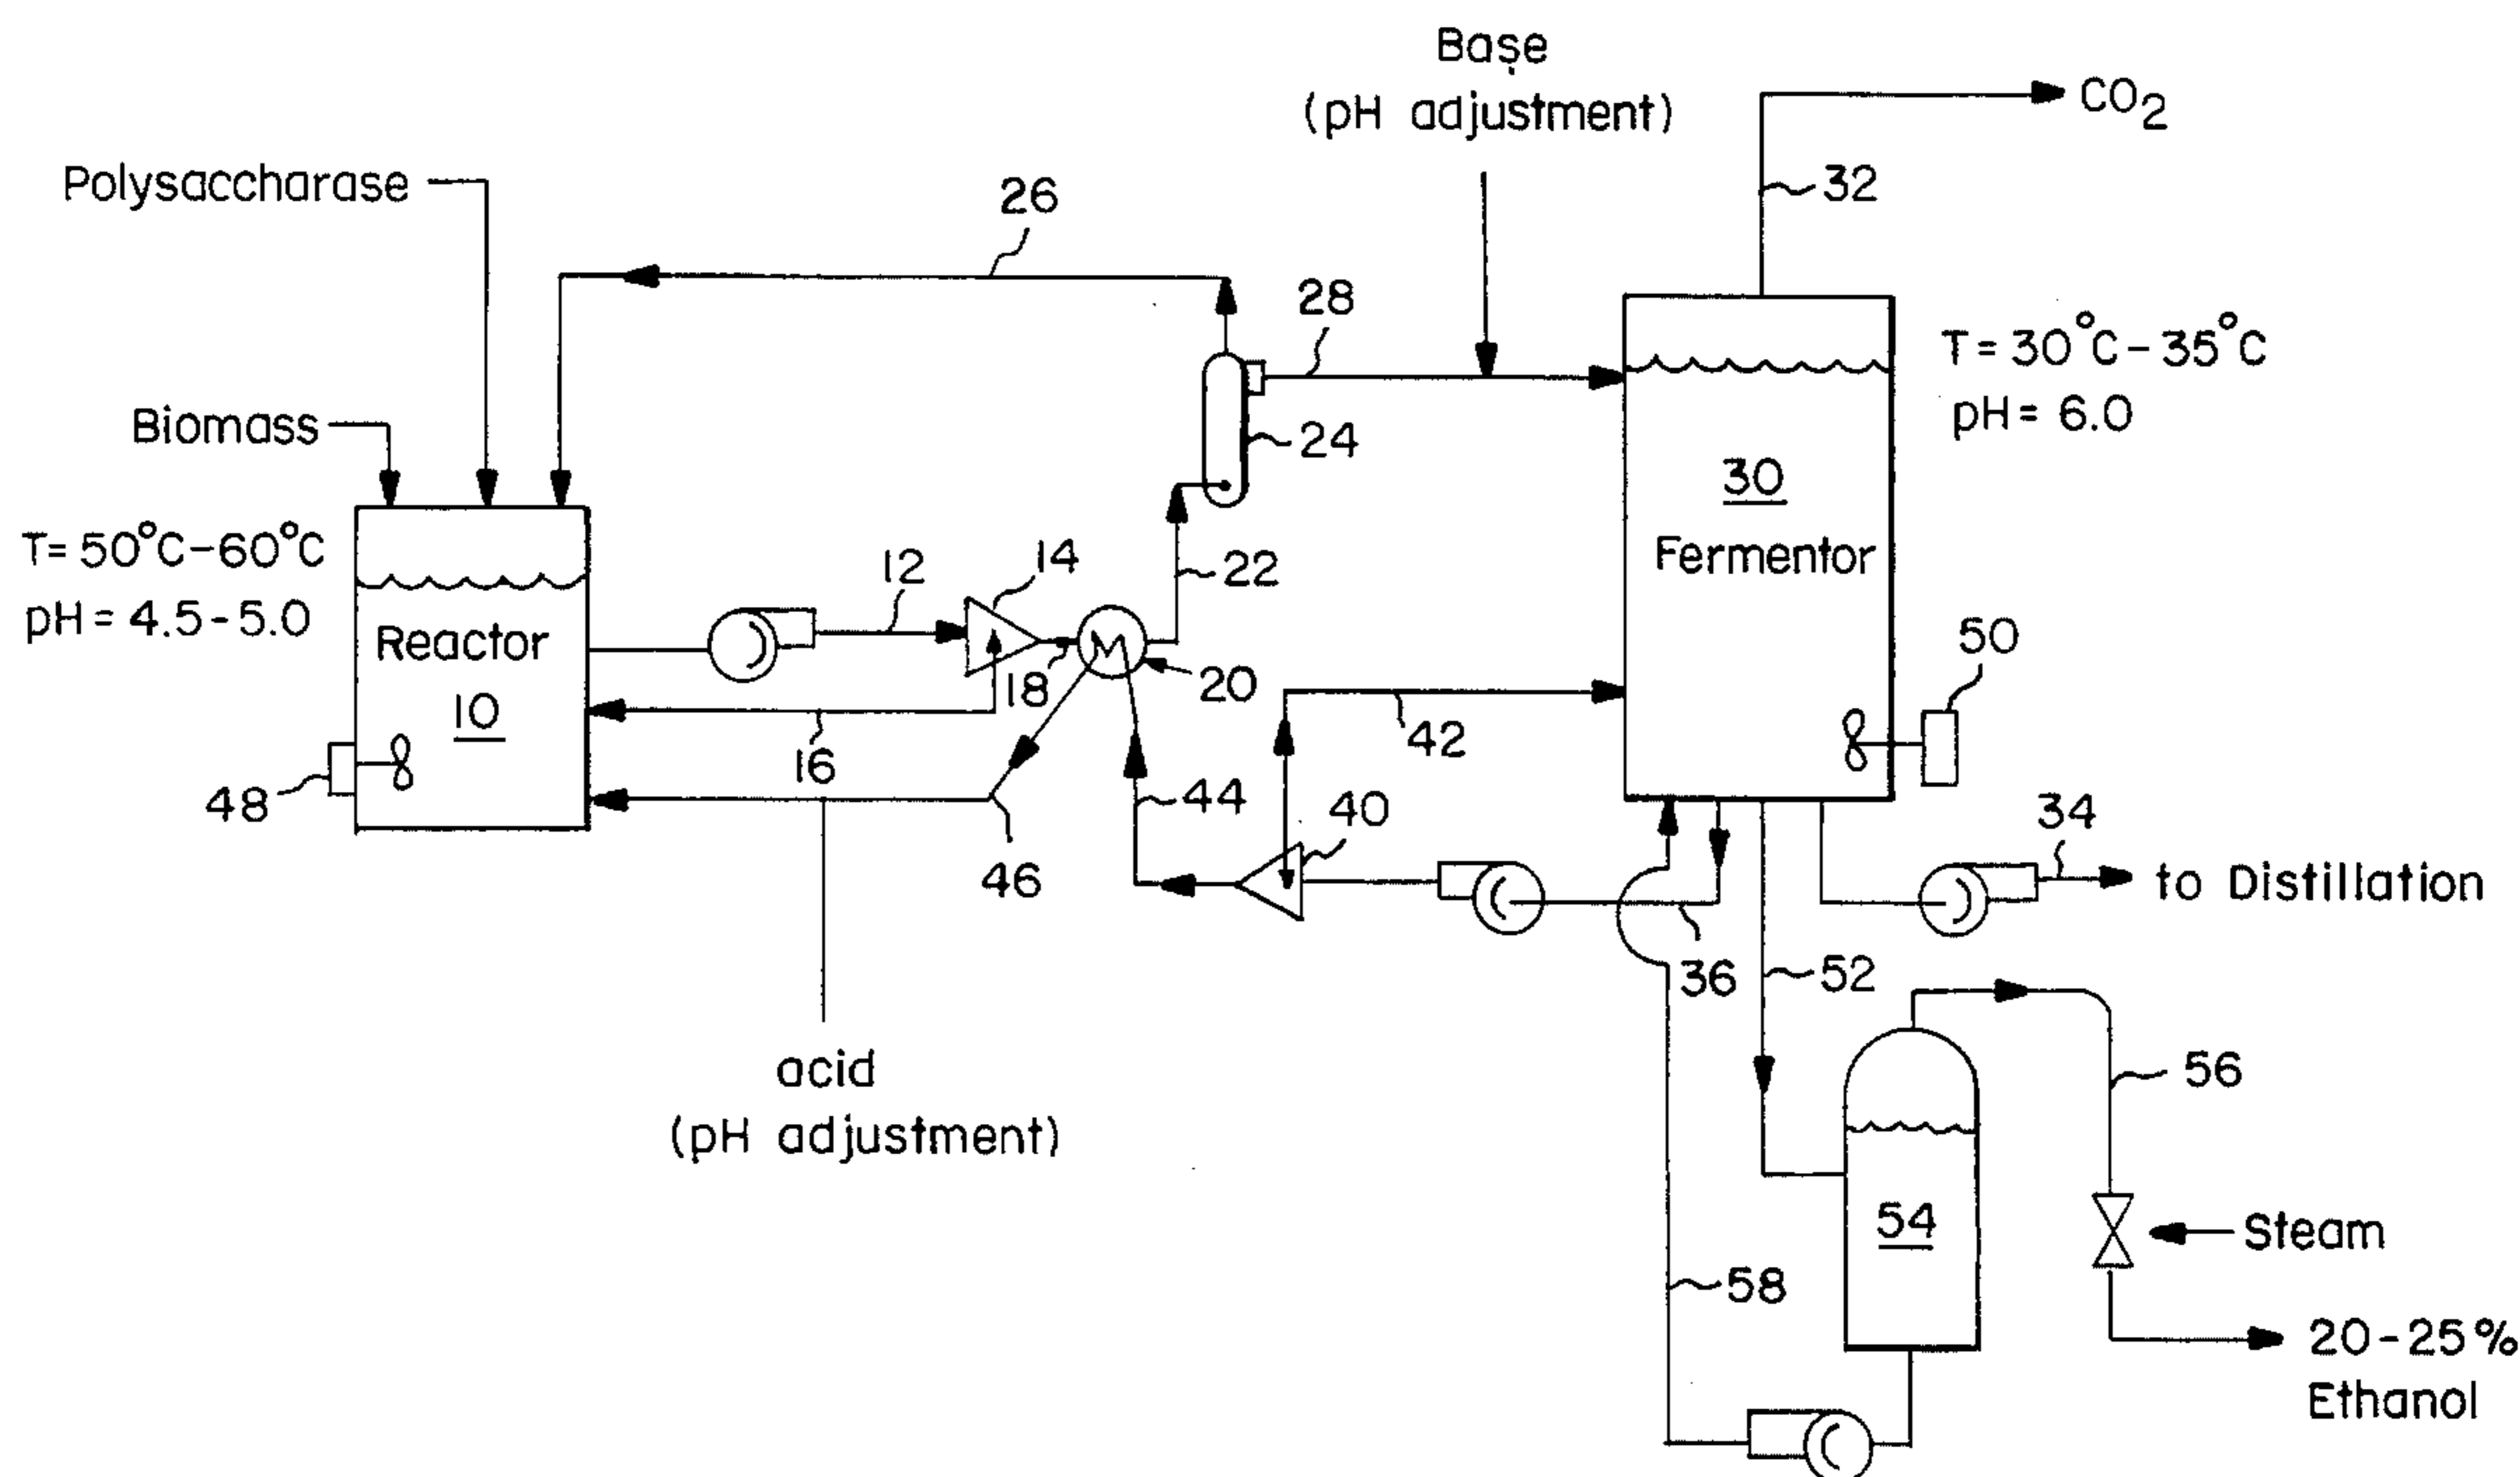 Base
(pH adjustment)
CO2
32
Polysaccharase
26
28
T= 30°C-35°C
pH= 6.0
Biomass
24
30
Fermentor
T= 50°C-60°C
pH = 4.5-5.0
12
14
22
Reactor
10
18
20
50
16
42
48
44
40
34
46
to Distillation
36
52
acid
(pH adjustment)
56
54
Steam
58
20-25%
Ethanol